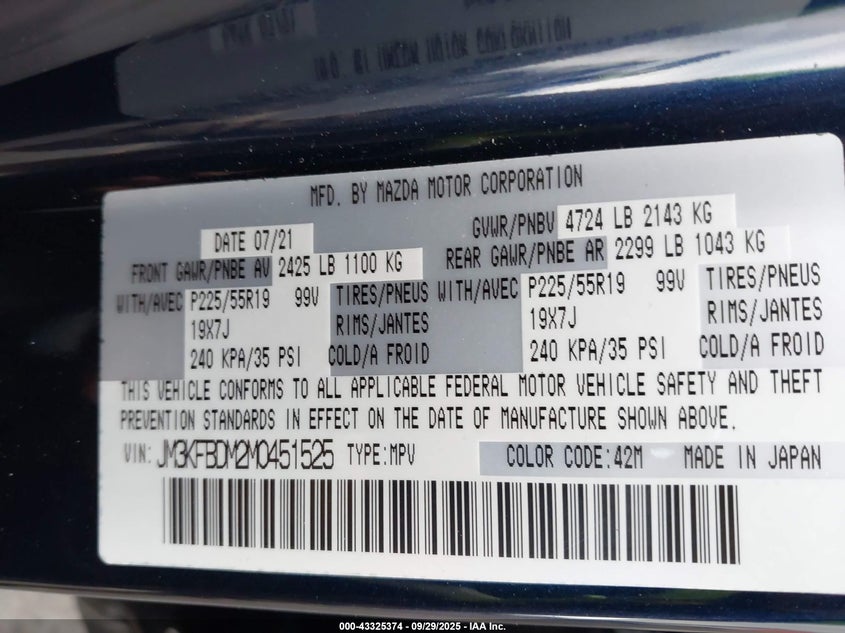 MFD. BY MAZDA MOTOR CORPORATION
DATE 07/21 GVWR/PNBV 4724 LB 2143 KG
FRONT GAWR/PNBE AV 2425 LB 1100 KG REAR GAWR/PNBE AR 2299 LB 1043 KG
WITH/AVEC P225/55R19 99V TIRES/PNEUS WITH/AVEC P225/55R19 99V TIRES/PNEUS
19X7J RIMS/JANTES 19X7J RIMS/JANTES
240 KPA/35 PSI COLD/A FROID 240 KPA/35 PSI COLD/A FROID
THIS VEHICLE CONFORMS TO ALL APPLICABLE FEDERAL MOTOR VEHICLE SAFETY AND THEFT
PREVENTION STANDARDS IN EFFECT ON THE DATE OF MANUFACTURE SHOWN ABOVE.
VIN: JM3KFBDM2M0451525 TYPE:MPV COLOR CODE:42M MADE IN JAPAN
000-43325374 | 09/29/2025 - IAA Inc.